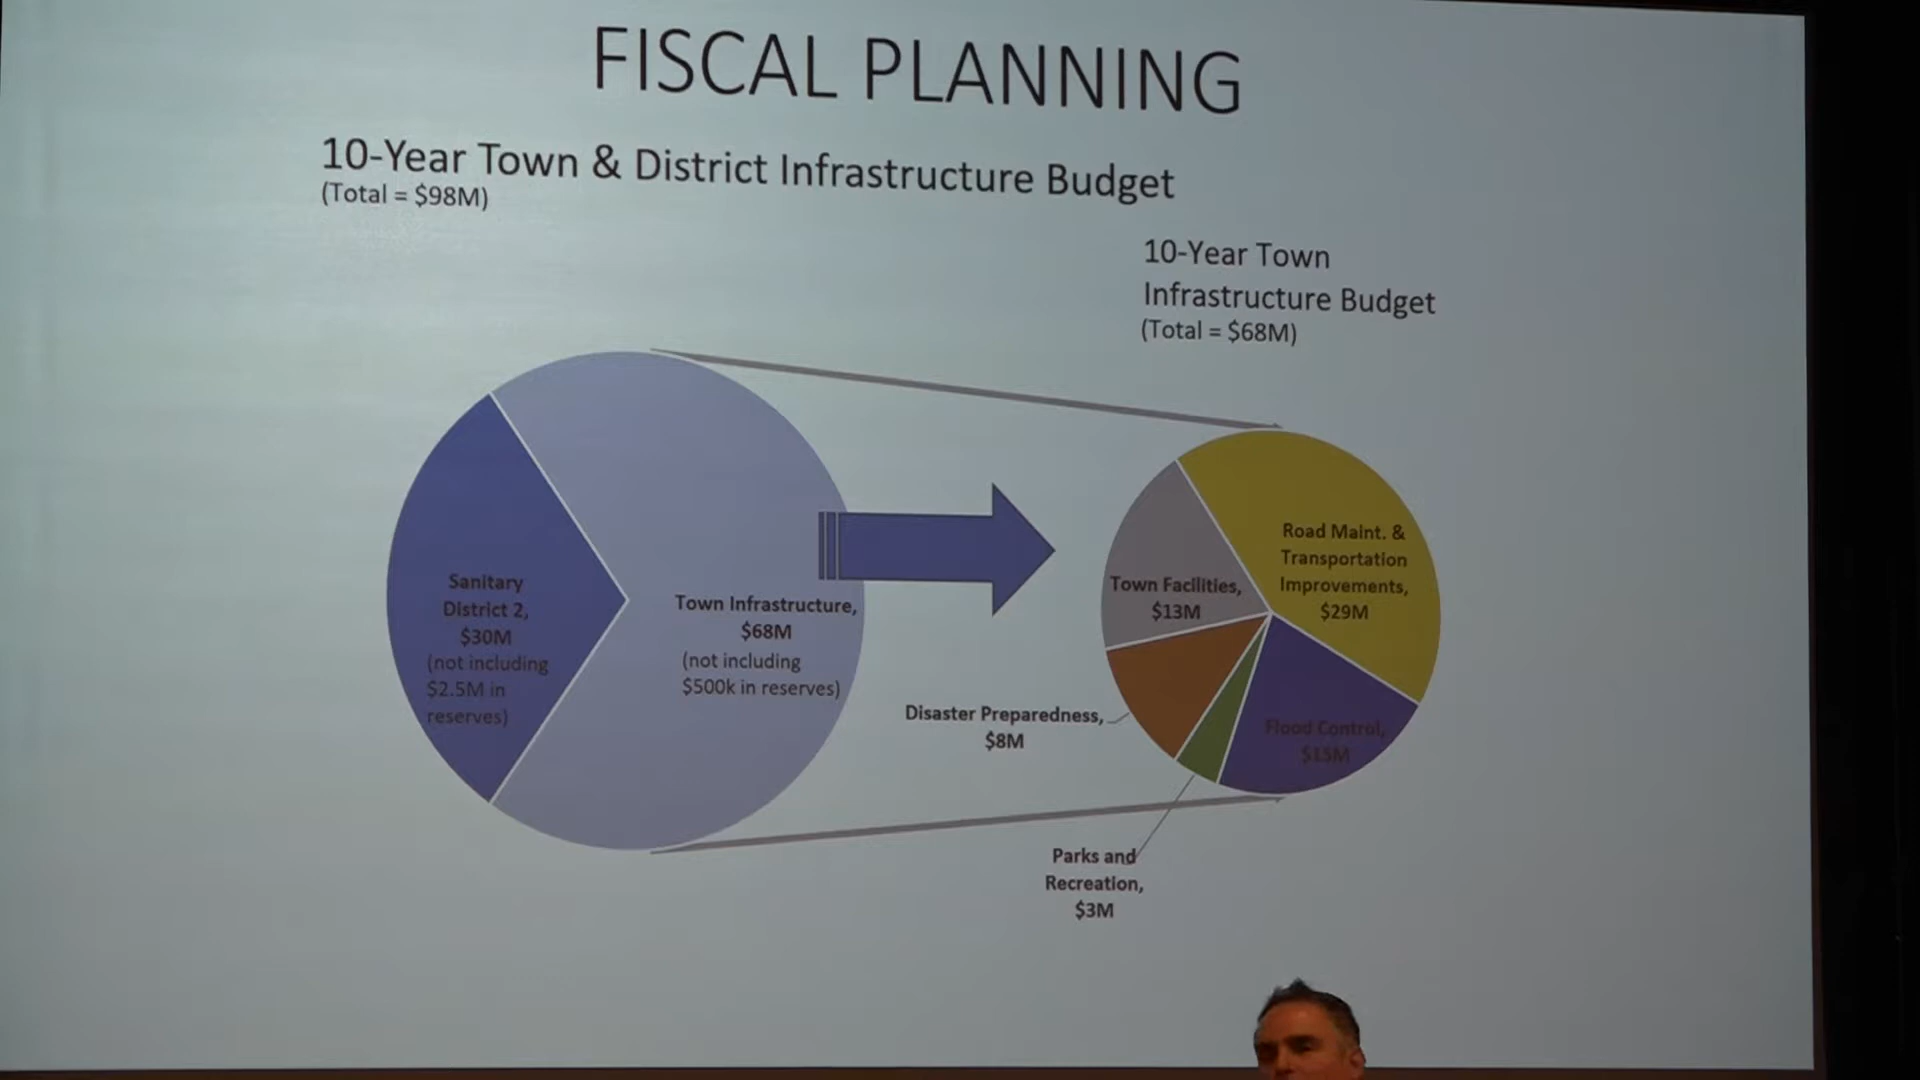 FISCAL PLANNING
10-Year Town & District Infrastructure Budget
(Total = $98M)
10-Year Town
Infrastructure Budget
(Total = $68M)
Sanitary
District 2,
$30M
(not including
$2.5M in
reserves)
Town Infrastructure,
$68M
(not including
$500k in reserves)
Town Facilities,
$13M
Road Maint. &
Transportation
Improvements,
$29M
Disaster Preparedness,
$8M
Flood Control,
$15M
Parks and
Recreation,
$3M